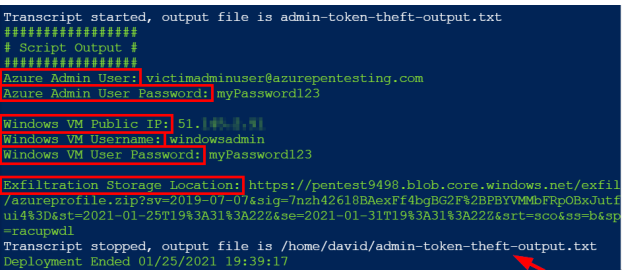 Transcript started, output file is admin-token-theft-output.txt
#################
# Script Output #
#################
Azure Admin User: victimadminuser@azurepentesting.com
Azure Admin User Password: myPassword123
Windows VM Public IP: 51.
Windows VM Username: windowsadmin
Windows VM User Password: myPassword123
Exfiltration Storage Location: https://pentest9498.blob.core.windows.net/exfil
/azureprofile.zip?sv=2019-07-07&sig=7nzh42618BAexFf4bgBG2F%2BPBYVMMbFRpOBxJutf
ui4%3D&st=2021-01-25T19%3A31%3A22Z&se=2021-01-31T19%3A31%3A22Z&srt=sco&ss=b&sp
=racupwdl
Transcript stopped, output file is /home/david/admin-token-theft-output.txt
Deployment Ended 01/25/2021 19:39:17